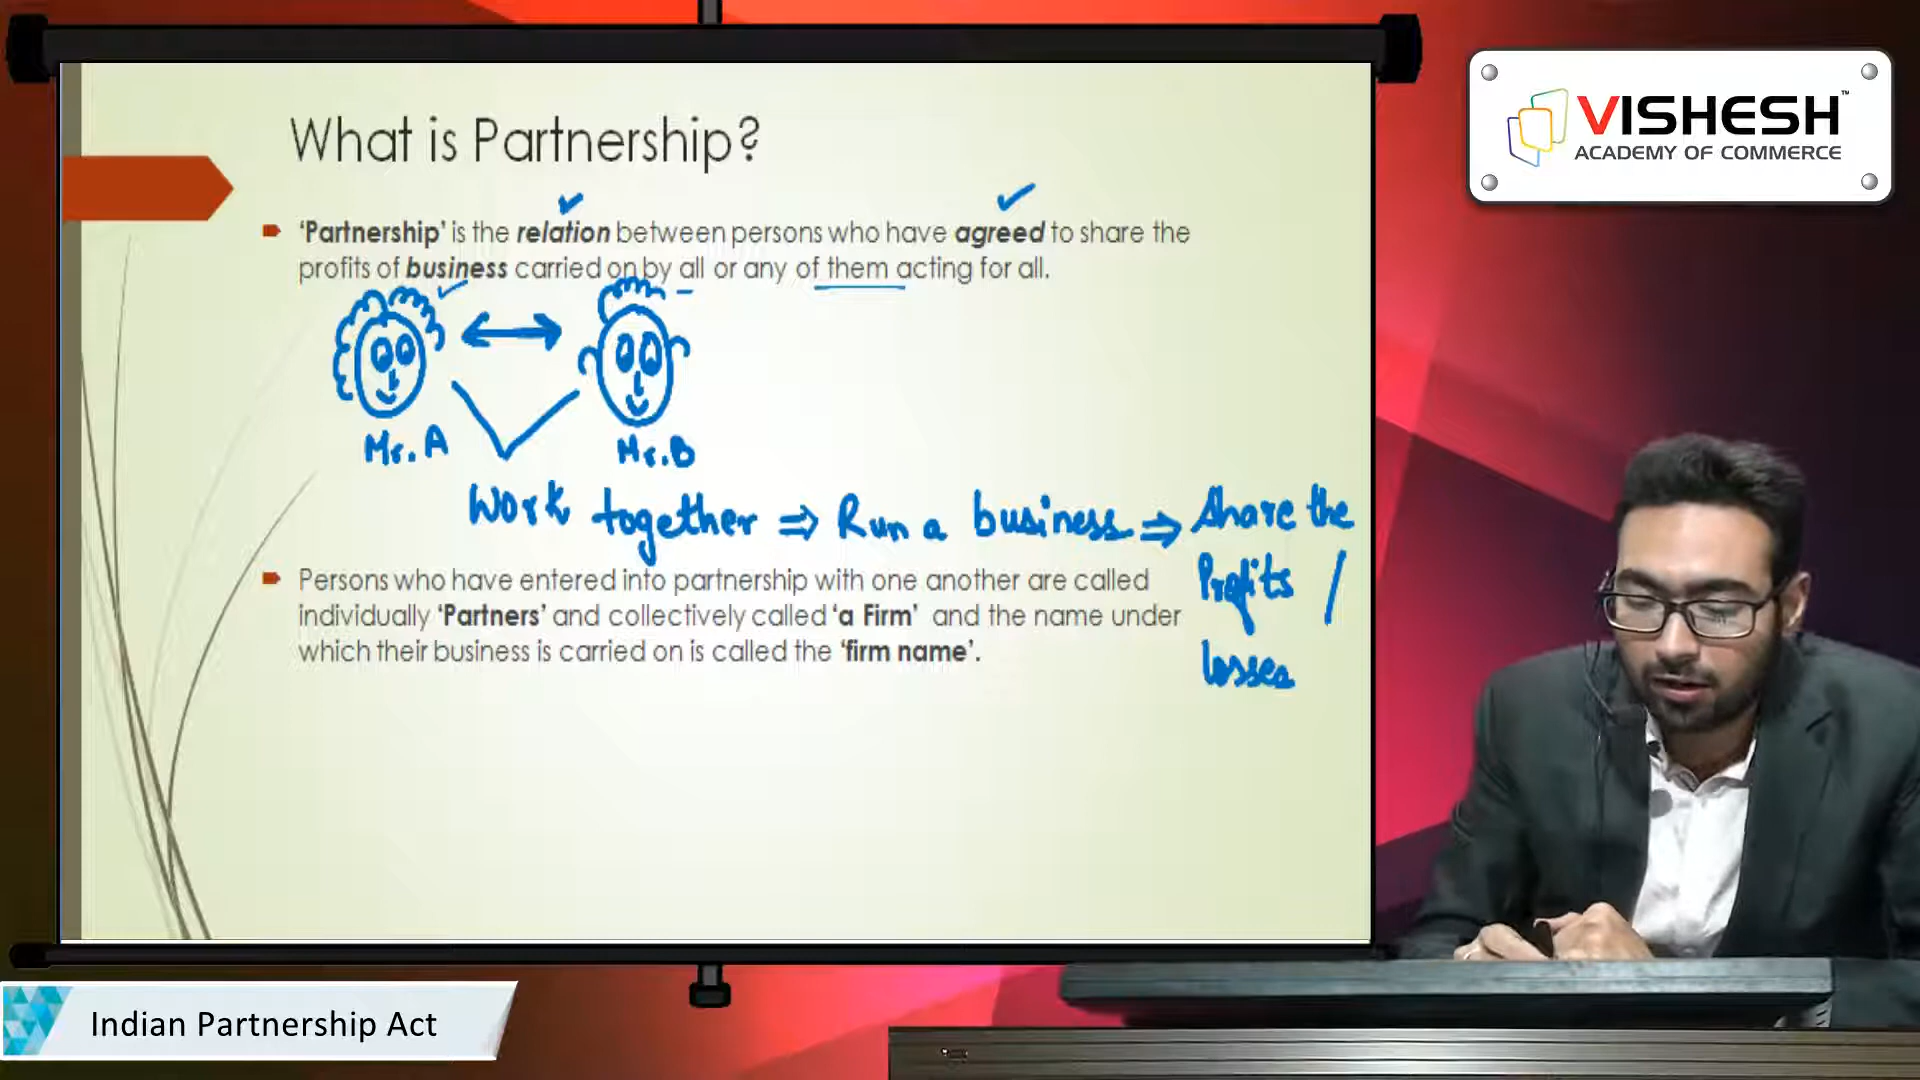 What is Partnership?
‘Partnership’ is the relation between persons who have agreed to share the
profits of business carried on by all or any of them acting for all.
Mr. A
Mr. B
Work together ⇒ Run a business ⇒ Share the
Profits /
losses
Persons who have entered into partnership with one another are called
individually ‘Partners’ and collectively called ‘a Firm’ and the name under
which their business is carried on is called the ‘firm name’.
VISHESH™
ACADEMY OF COMMERCE
Indian Partnership Act